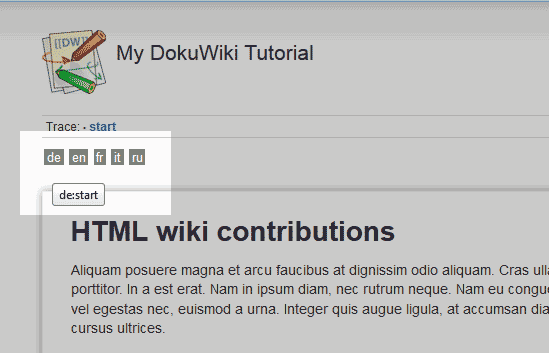 [[DW]]
My DokuWiki Tutorial
Trace: • start
de en fr it ru
de:start
HTML wiki contributions
Aliquam posuere magna et arcu faucibus at dignissim odio aliquam. Cras ulla
porttitor. In a est erat. Nam in ipsum diam, nec rutrum neque. Nam eu congue
vel egestas nec, euismod a urna. Integer quis augue ligula, at accumsan dia
cursus ultrices.